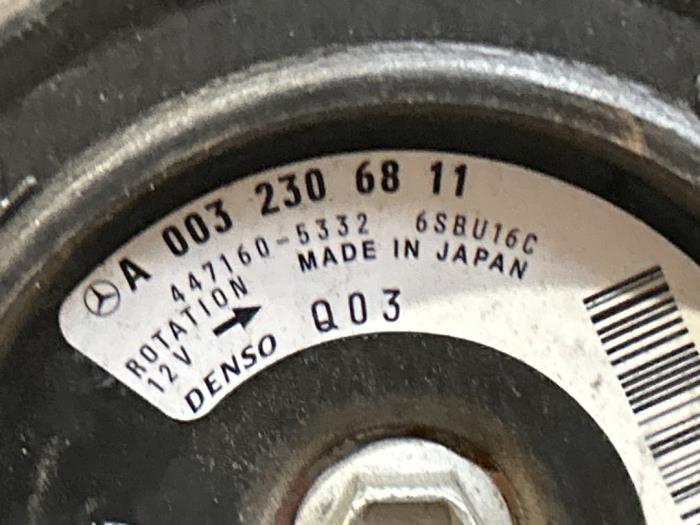 A 003 230 68 11
447160-5332 6SBU16C
ROTATION → MADE IN JAPAN
12V
DENSO Q03